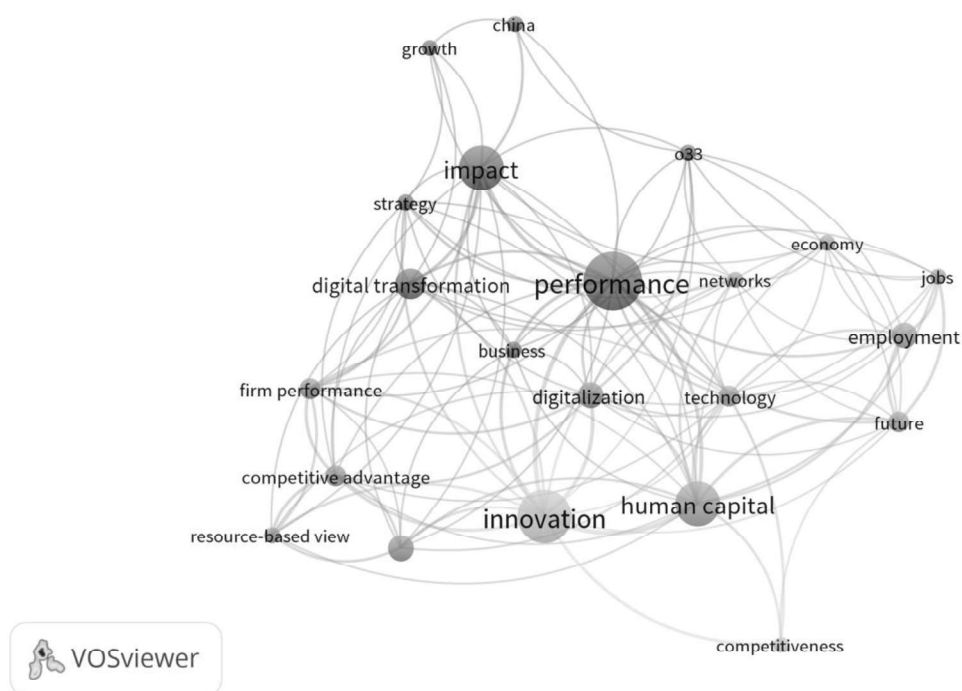 china
growth
o33
impact
strategy
economy
jobs
digital transformation
performance
networks
employment
business
firm performance
digitalization
technology
future
competitive advantage
human capital
innovation
resource-based view
competitiveness
VOSviewer